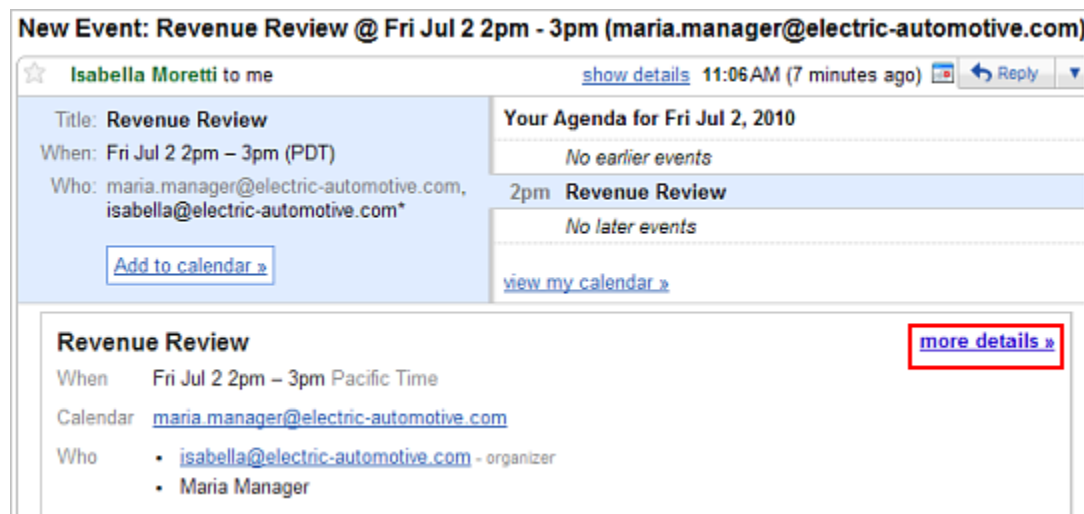 New Event: Revenue Review @ Fri Jul 2 2pm - 3pm (maria.manager@electric-automotive.com)
Isabella Moretti to me show details 11:06 AM (7 minutes ago) Reply
Title: Revenue Review
When: Fri Jul 2 2pm – 3pm (PDT)
Who: maria.manager@electric-automotive.com,
isabella@electric-automotive.com*
Add to calendar »
Your Agenda for Fri Jul 2, 2010
No earlier events
2pm Revenue Review
No later events
view my calendar »
Revenue Review more details »
When Fri Jul 2 2pm – 3pm Pacific Time
Calendar maria.manager@electric-automotive.com
Who • isabella@electric-automotive.com - organizer
• Maria Manager